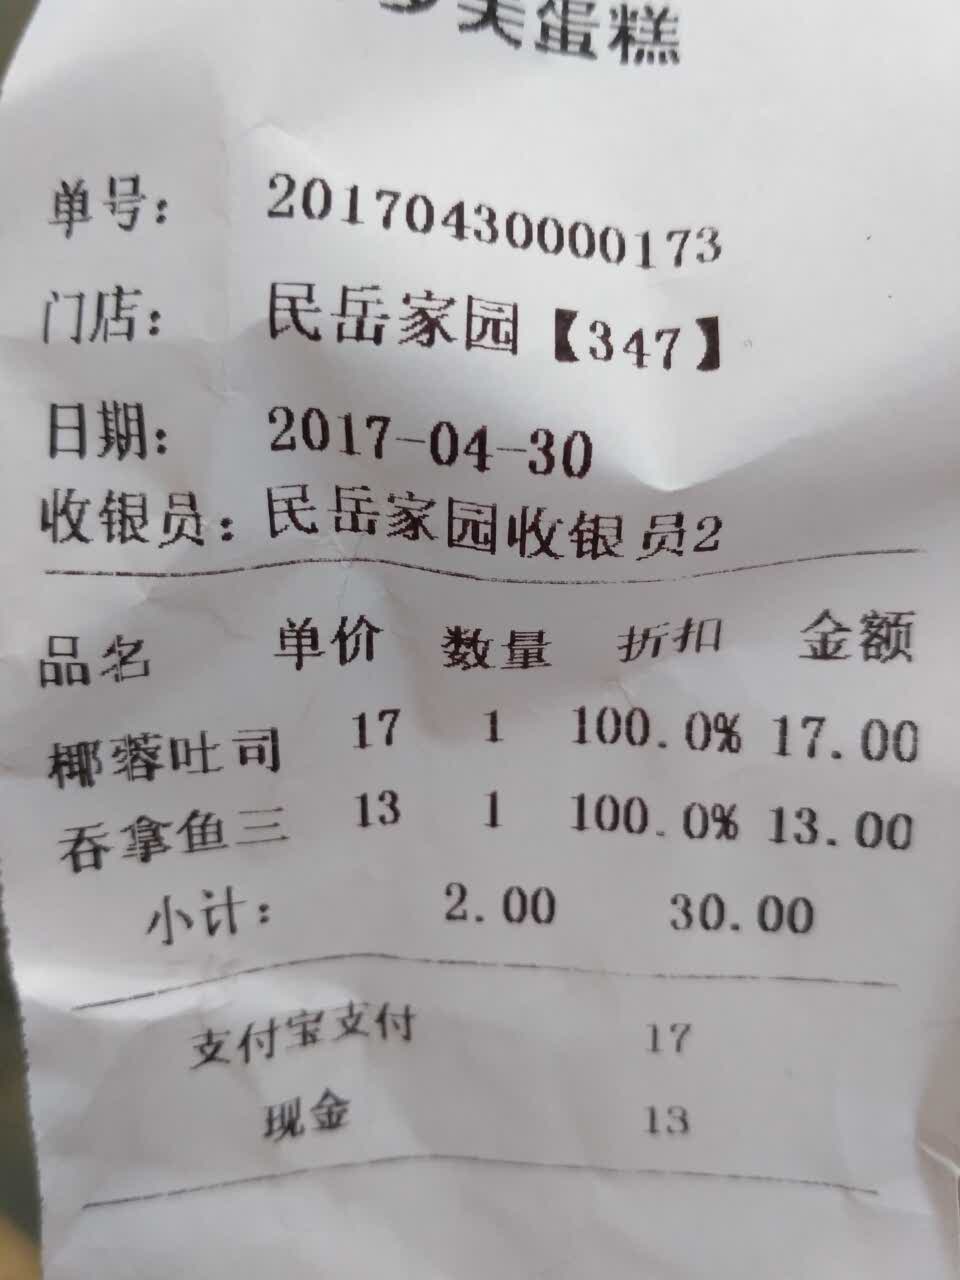 多美蛋糕
单号: 201704300000173
门店: 民岳家园【347】
日期: 2017-04-30
收银员: 民岳家园收银员2
品名 单价 数量 折扣 金额
椰蓉吐司 17 1 100.0% 17.00
吞拿鱼三 13 1 100.0% 13.00
小计: 2.00 30.00
支付宝支付 17
现金 13